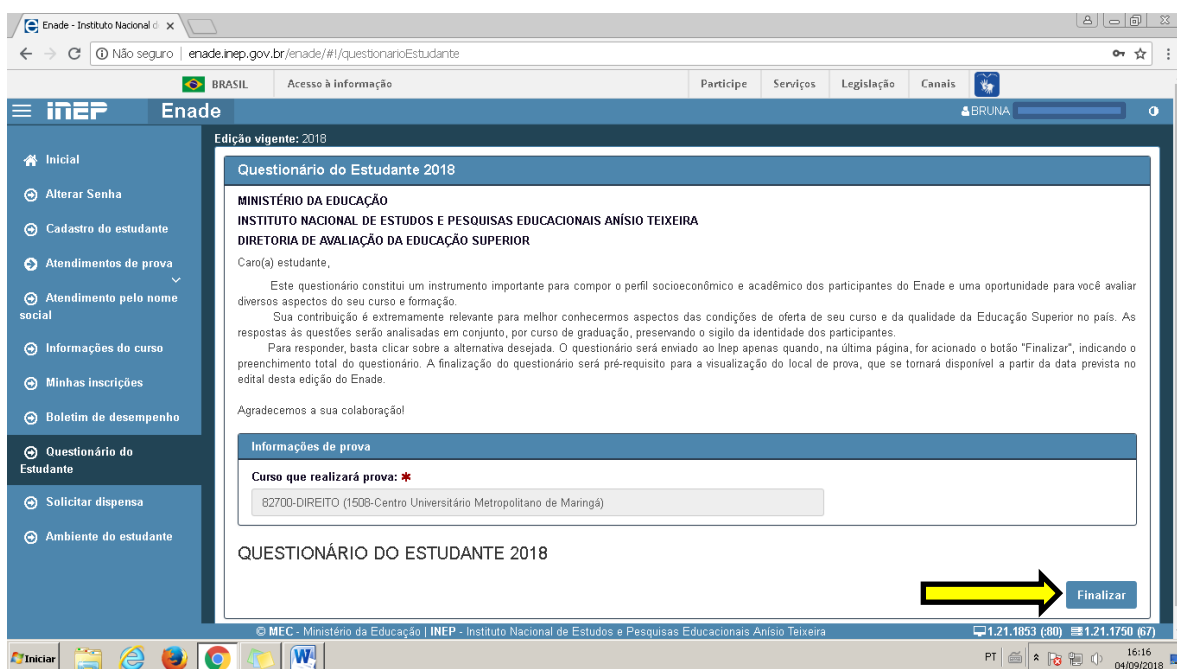 Enade - Instituto Nacional d
Não seguro | enade.inep.gov.br/enade/#!/questionarioEstudante
BRASIL Acesso à informação Participe Serviços Legislação Canais
inep Enade BRUNA
Edição vigente: 2018
Inicial
Alterar Senha
Cadastro do estudante
Atendimentos de prova
Atendimento pelo nome
social
Informações do curso
Minhas inscrições
Boletim de desempenho
Questionário do
Estudante
Solicitar dispensa
Ambiente do estudante
Questionário do Estudante 2018
MINISTÉRIO DA EDUCAÇÃO
INSTITUTO NACIONAL DE ESTUDOS E PESQUISAS EDUCACIONAIS ANÍSIO TEIXEIRA
DIRETORIA DE AVALIAÇÃO DA EDUCAÇÃO SUPERIOR
Caro(a) estudante,
Este questionário constitui um instrumento importante para compor o perfil socioeconômico e acadêmico dos participantes do Enade e uma oportunidade para você avaliar
diversos aspectos do seu curso e formação.
Sua contribuição é extremamente relevante para melhor conhecermos aspectos das condições de oferta de seu curso e da qualidade da Educação Superior no país. As
respostas às questões serão analisadas em conjunto, por curso de graduação, preservando o sigilo da identidade dos participantes.
Para responder, basta clicar sobre a alternativa desejada. O questionário será enviado ao Inep apenas quando, na última página, for acionado o botão "Finalizar", indicando o
preenchimento total do questionário. A finalização do questionário será pré-requisito para a visualização do local de prova, que se tornará disponível a partir da data prevista no
edital desta edição do Enade.
Agradecemos a sua colaboração!
Informações de prova
Curso que realizará prova: *
82700-DIREITO (1508-Centro Universitário Metropolitano de Maringá)
QUESTIONÁRIO DO ESTUDANTE 2018
Finalizar
© MEC - Ministério da Educação | INEP - Instituto Nacional de Estudos e Pesquisas Educacionais Anísio Teixeira 1.21.1853 (:80) 1.21.1750 (67)
Iniciar PT 16:16
04/09/2018